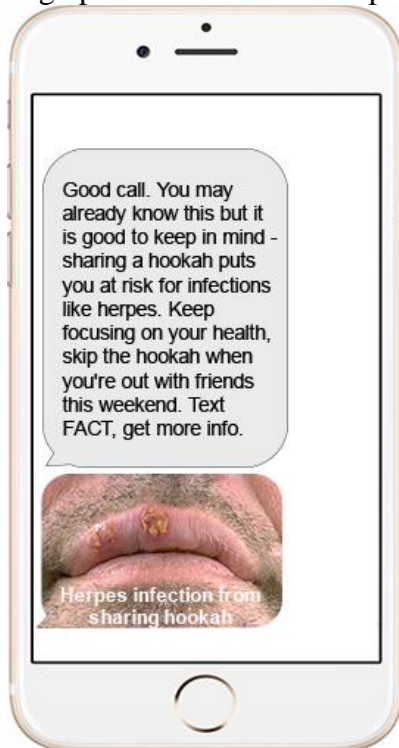 Good call. You may
already know this but it
is good to keep in mind -
sharing a hookah puts
you at risk for infections
like herpes. Keep
focusing on your health,
skip the hookah when
you're out with friends
this weekend. Text
FACT, get more info.
Herpes infection from
sharing hookah